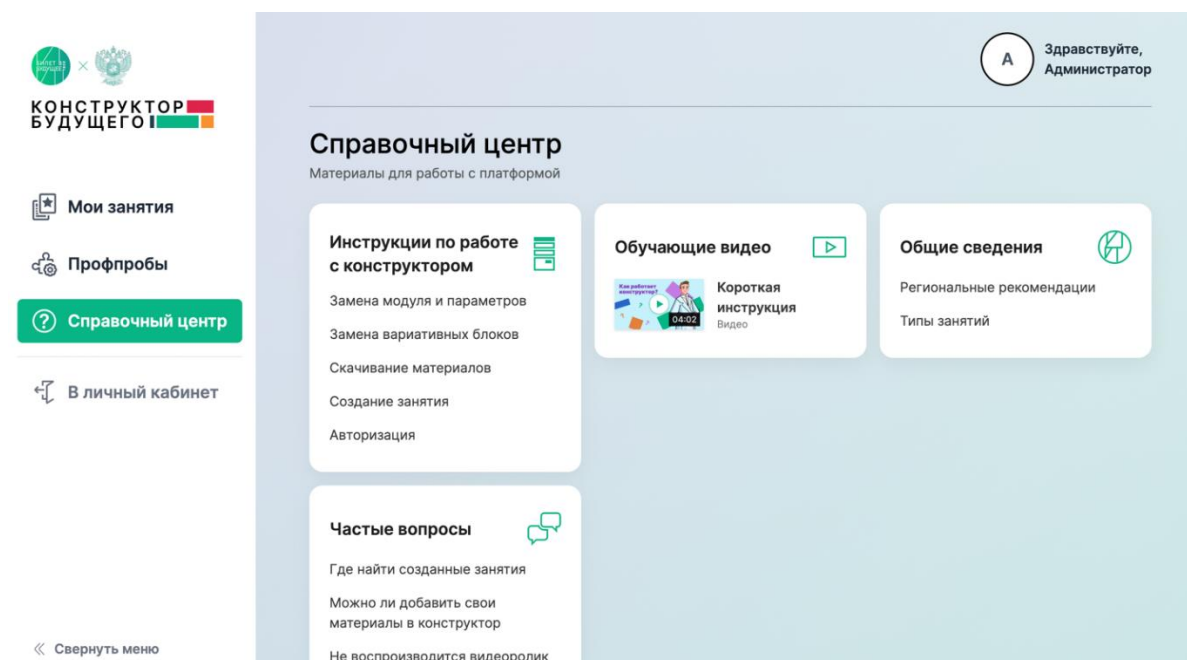 БИЛЕТ В
БУДУЩЕЕ
КОНСТРУКТОР
БУДУЩЕГО
Мои занятия
Профпробы
Справочный центр
В личный кабинет
Свернуть меню
А
Здравствуйте,
Администратор
Справочный центр
Материалы для работы с платформой
Инструкции по работе
с конструктором
Замена модуля и параметров
Замена вариативных блоков
Скачивание материалов
Создание занятия
Авторизация
Обучающие видео
Как работает
конструктор?
04:02
Короткая
инструкция
Видео
Общие сведения
Региональные рекомендации
Типы занятий
Частые вопросы
Где найти созданные занятия
Можно ли добавить свои
материалы в конструктор
Не воспроизводится видеоролик